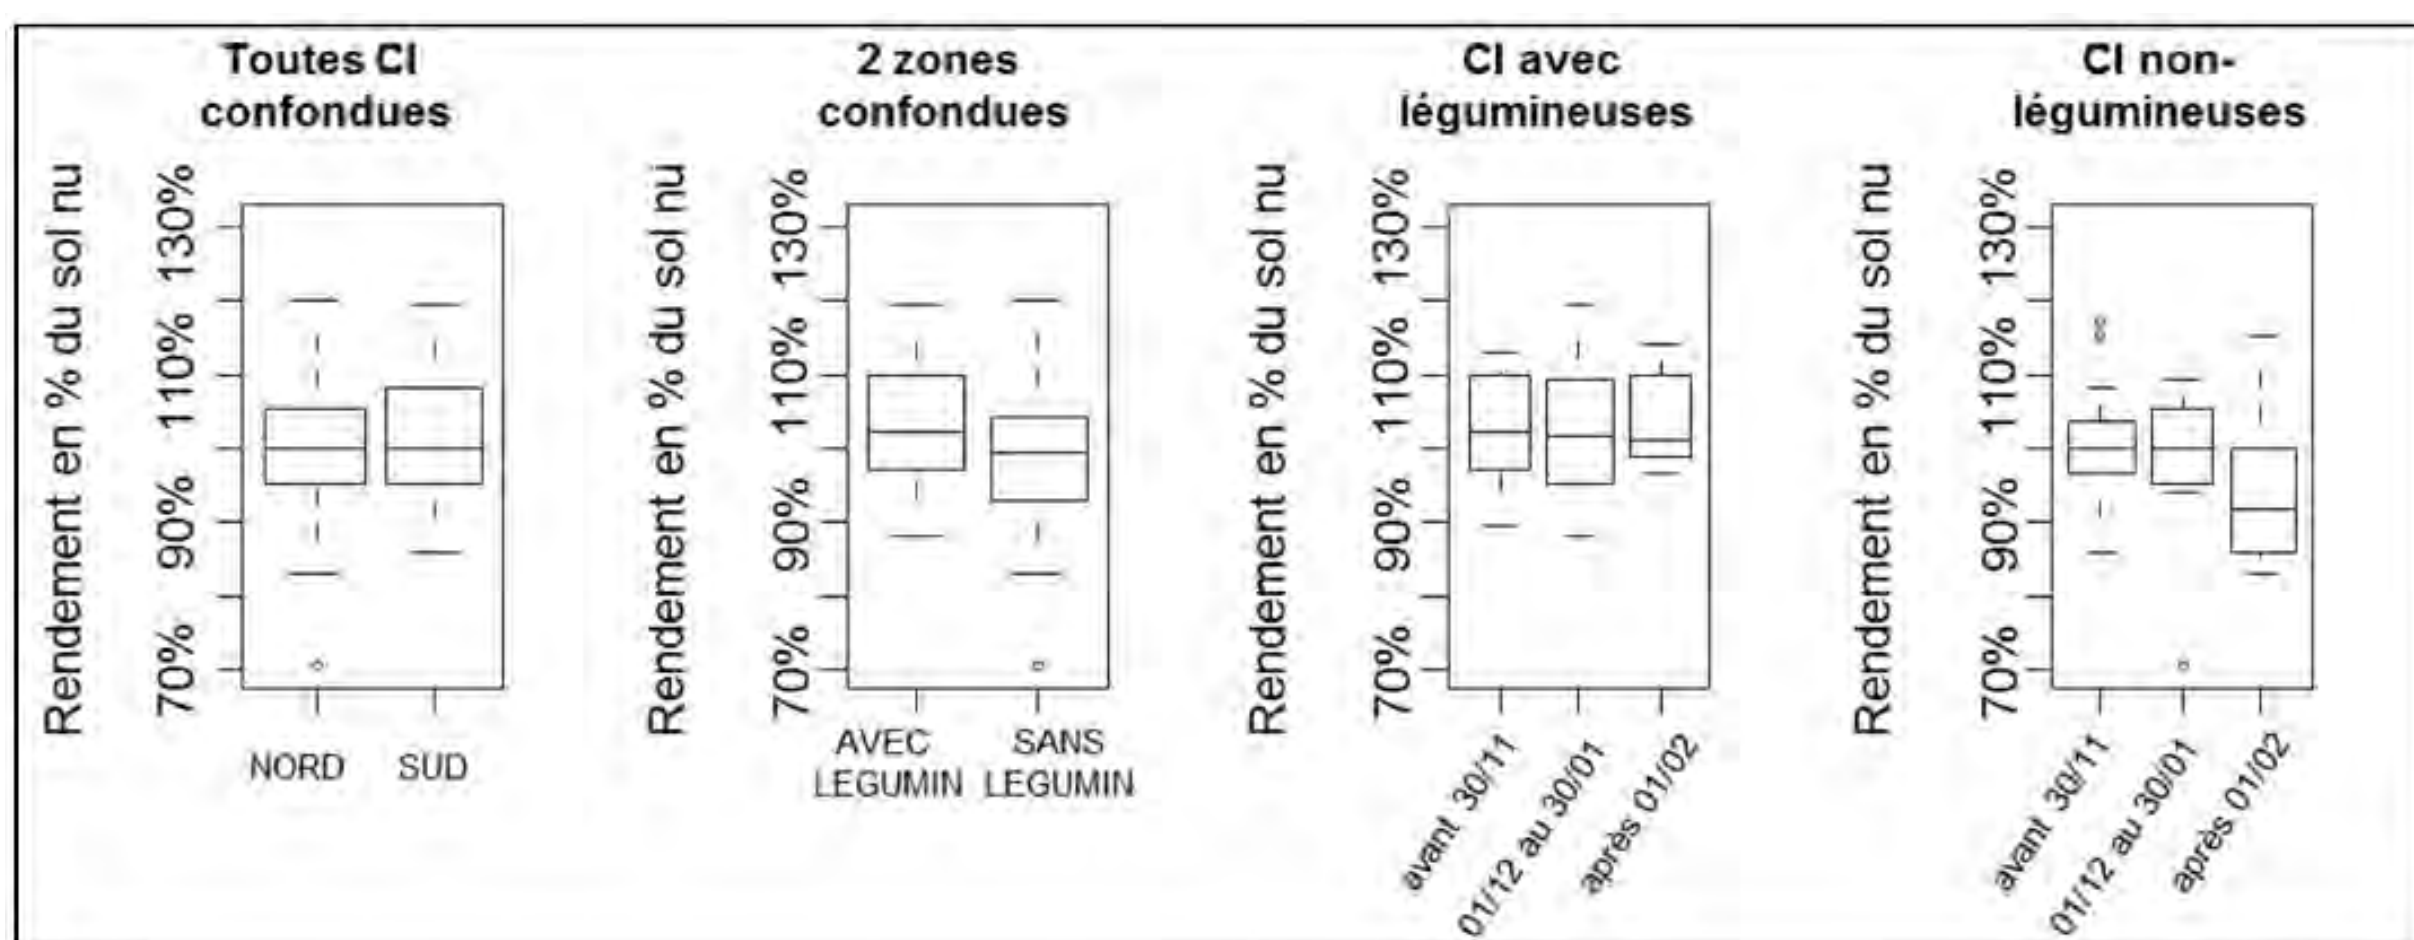 Toutes CI
confondues
Rendement en % du sol nu
130%
110%
90%
70%
NORD
SUD
2 zones
confondues
Rendement en % du sol nu
130%
110%
90%
70%
AVEC
LEGUMIN
SANS
LEGUMIN
CI avec
légumineuses
Rendement en % du sol nu
130%
110%
90%
70%
avant 30/11
01/12 au 30/01
après 01/02
CI non-
légumineuses
Rendement en % du sol nu
130%
110%
90%
70%
avant 30/11
01/12 au 30/01
après 01/02